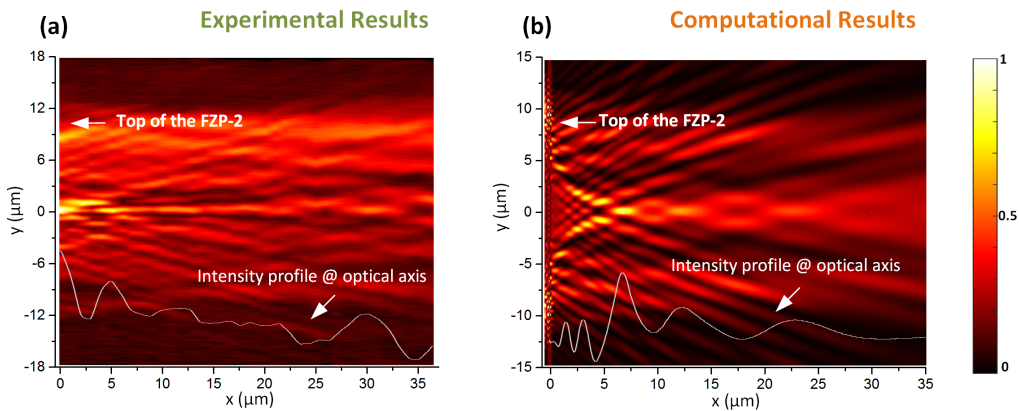 (a)
Experimental Results
18
12
6
0
-6
-12
-18
y (μm)
Top of the FZP-2
Intensity profile @ optical axis
0 5 10 15 20 25 30 35
x (μm)
(b)
Computational Results
15
10
5
0
-5
-10
-15
y (μm)
Top of the FZP-2
Intensity profile @ optical axis
0 5 10 15 20 25 30 35
x (μm)
1
0.5
0